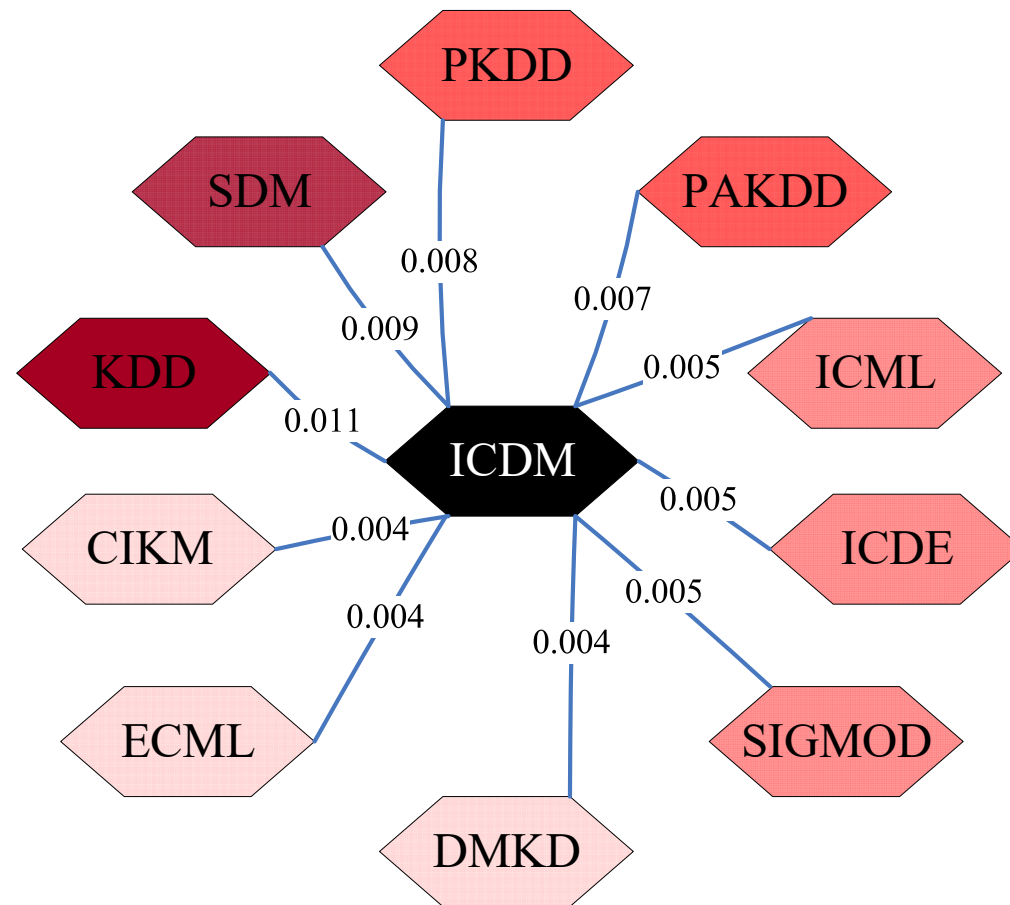 PKDD
SDM
PAKDD
0.008
0.007
0.009
KDD
0.005
ICML
0.011
ICDM
0.005
CIKM
0.004
ICDE
0.005
0.004
0.004
ECML
SIGMOD
DMKD